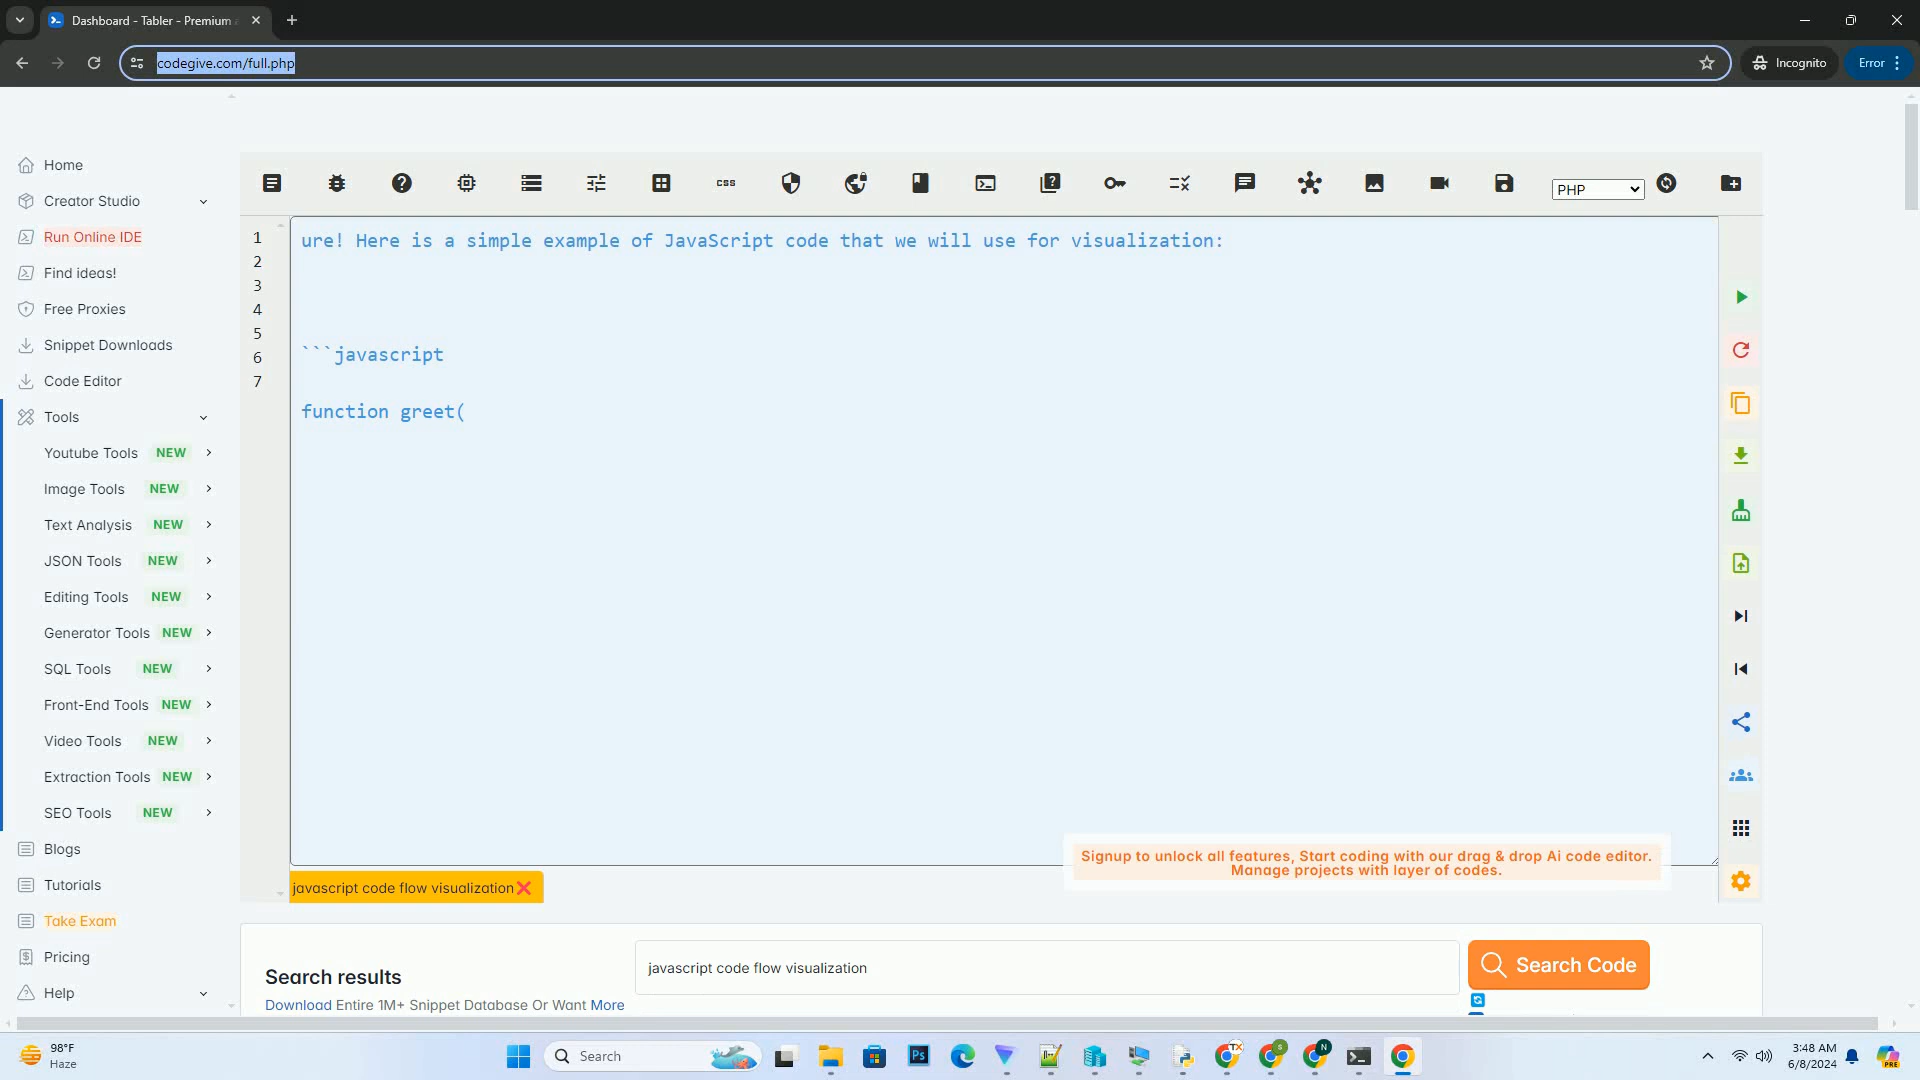 Dashboard - Tabler - Premium
codegive.com/full.php
Incognito
Error
Home
Creator Studio
Run Online IDE
Find ideas!
Free Proxies
Snippet Downloads
Code Editor
Tools
Youtube Tools NEW
Image Tools NEW
Text Analysis NEW
JSON Tools NEW
Editing Tools NEW
Generator Tools NEW
SQL Tools NEW
Front-End Tools NEW
Video Tools NEW
Extraction Tools NEW
SEO Tools NEW
Blogs
Tutorials
Take Exam
Pricing
Help
css
PHP
1
2
3
4
5
6
7
ure! Here is a simple example of JavaScript code that we will use for visualization:
```javascript
function greet(
Signup to unlock all features, Start coding with our drag & drop Ai code editor.
Manage projects with layer of codes.
javascript code flow visualization
Search results
Download Entire 1M+ Snippet Database Or Want More
javascript code flow visualization
Search Code
98°F
Haze
Search
Ps
TX
S
N
3:48 AM
6/8/2024
PRE